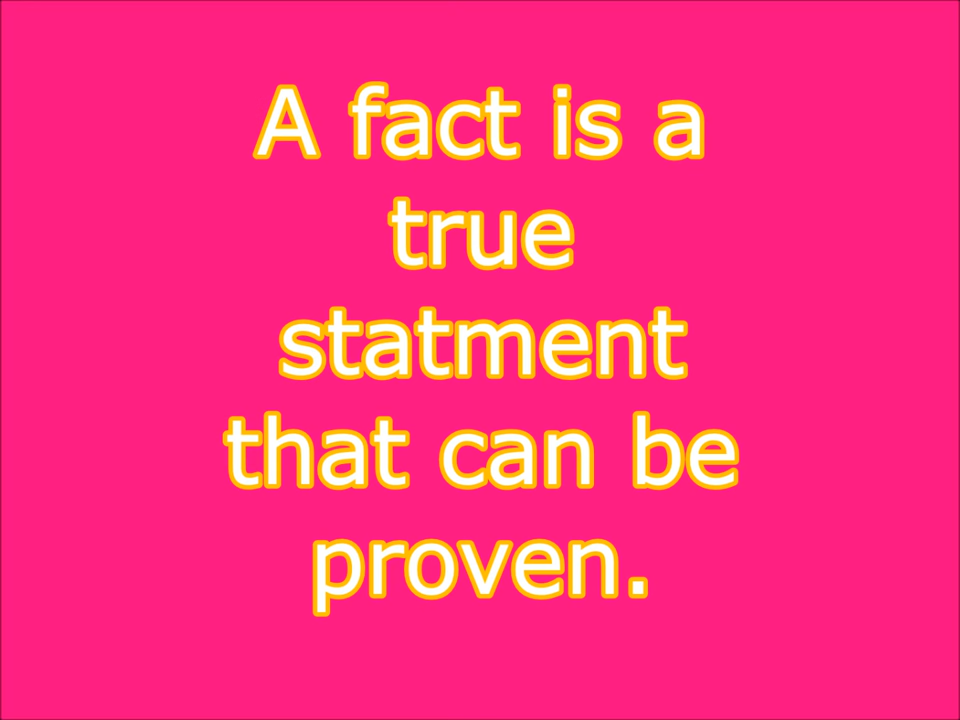 A fact is a
true
statment
that can be
proven.